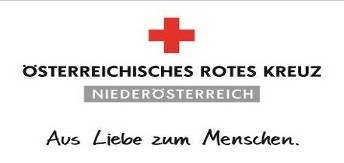 ÖSTERREICHISCHES ROTES KREUZ
NIEDERÖSTERREICH
Aus Liebe zum Menschen.